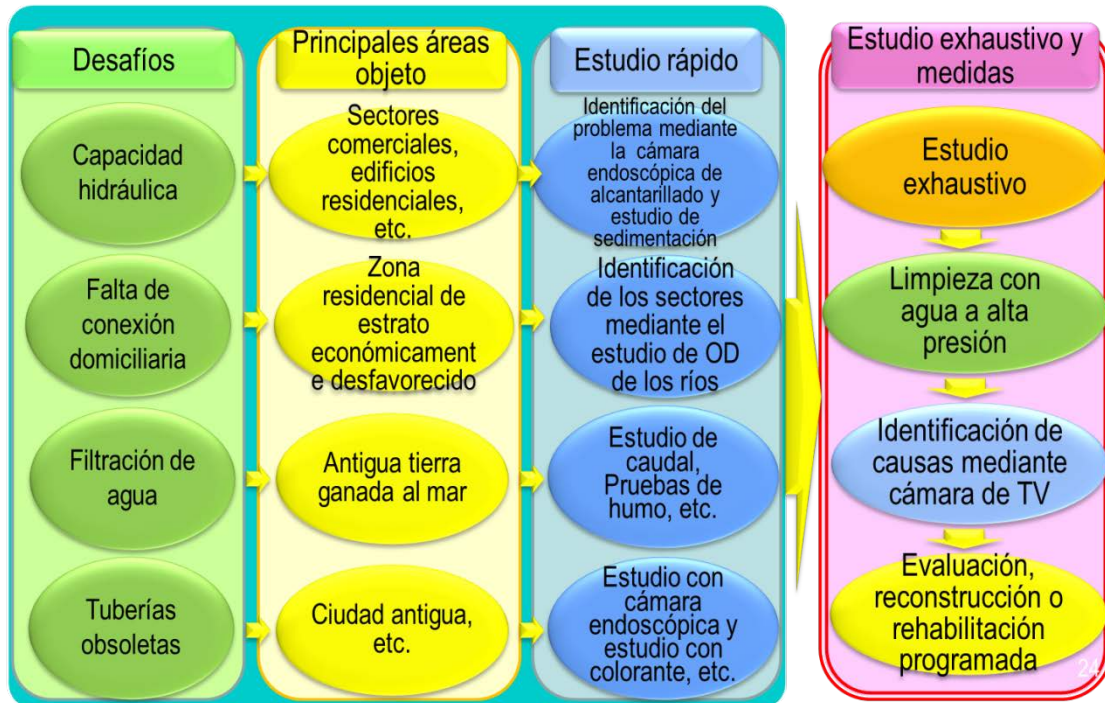 Desafíos
Principales áreas
objeto
Estudio rápido
Estudio exhaustivo y
medidas
Capacidad
hidráulica
Sectores
comerciales,
edificios
residenciales,
etc.
Identificación del
problema mediante
la cámara
endoscópica de
alcantarillado y
estudio de
sedimentación
Falta de
conexión
domiciliaria
Zona
residencial de
estrato
económicament
e desfavorecido
Identificación
de los sectores
mediante el
estudio de OD
de los ríos
Filtración de
agua
Antigua tierra
ganada al mar
Estudio de
caudal,
Pruebas de
humo, etc.
Tuberías
obsoletas
Ciudad antigua,
etc.
Estudio con
cámara
endoscópica y
estudio con
colorante, etc.
Estudio
exhaustivo
Limpieza con
agua a alta
presión
Identificación de
causas mediante
cámara de TV
Evaluación,
reconstrucción o
rehabilitación
programada
24